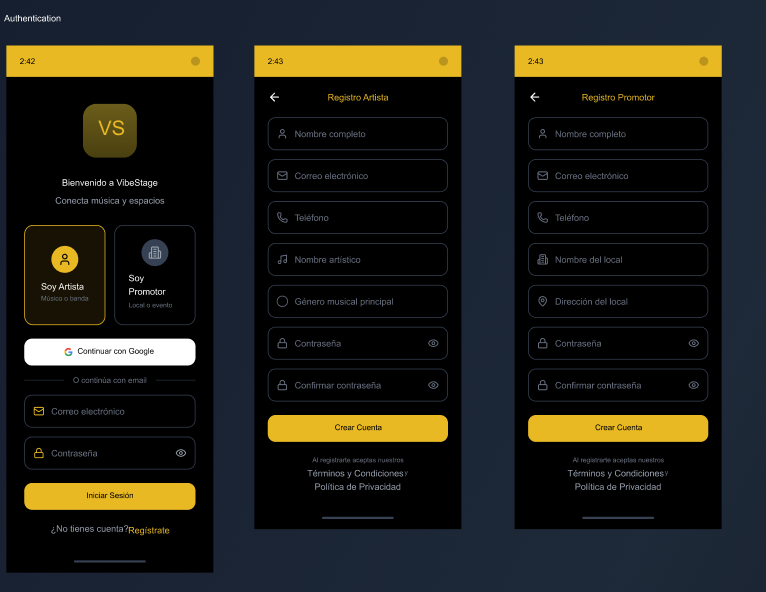 Authentication
2:42
VS
Bienvenido a VibeStage
Conecta música y espacios
Soy Artista
Músico o banda
Soy
Promotor
Local o evento
Continuar con Google
O continúa con email
Correo electrónico
Contraseña
Iniciar Sesión
¿No tienes cuenta?Regístrate
2:43
Registro Artista
Nombre completo
Correo electrónico
Teléfono
Nombre artístico
Género musical principal
Contraseña
Confirmar contraseña
Crear Cuenta
Al registrarte aceptas nuestros
Términos y Condiciones y
Política de Privacidad
2:43
Registro Promotor
Nombre completo
Correo electrónico
Teléfono
Nombre del local
Dirección del local
Contraseña
Confirmar contraseña
Crear Cuenta
Al registrarte aceptas nuestros
Términos y Condiciones y
Política de Privacidad